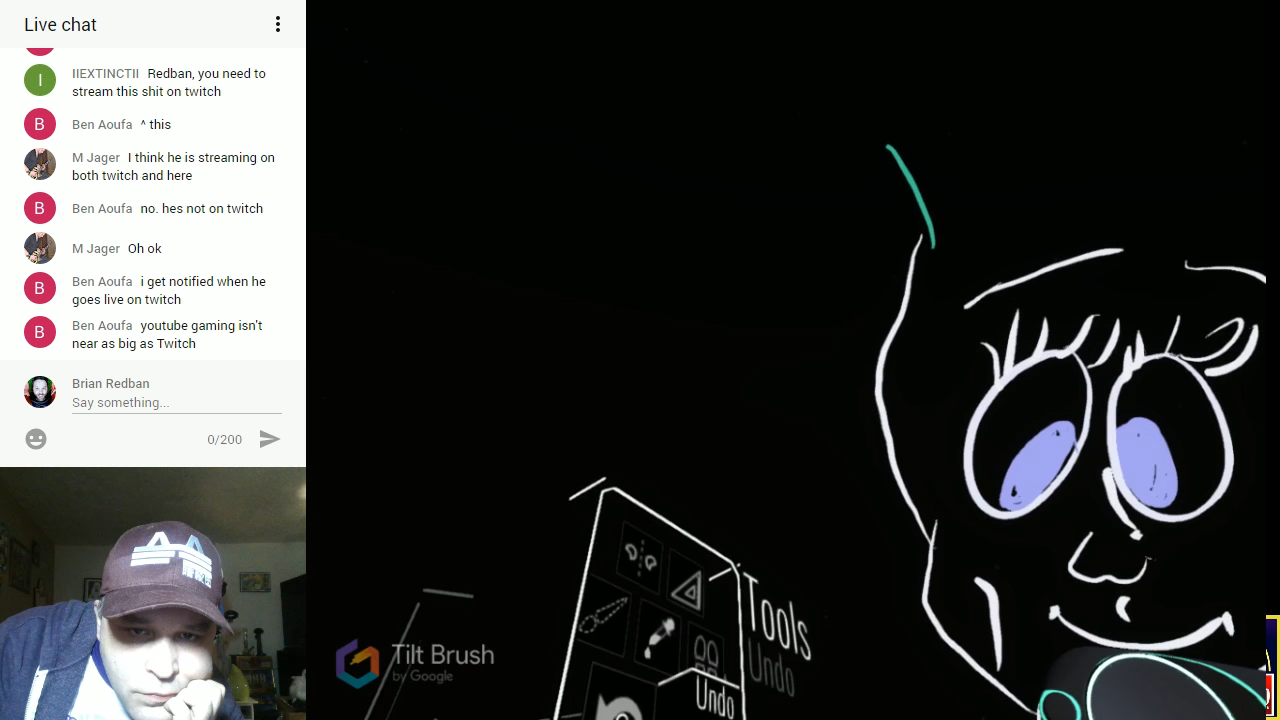 Live chat
I
IIEXTINCTII Redban, you need to
stream this shit on twitch
B
Ben Aoufa ^ this
M Jager I think he is streaming on
both twitch and here
B
Ben Aoufa no. hes not on twitch
M Jager Oh ok
B
Ben Aoufa i get notified when he
goes live on twitch
B
Ben Aoufa youtube gaming isn't
near as big as Twitch
Brian Redban
Say something...
0/200
Tools
Undo
Undo
Tilt Brush
by Google